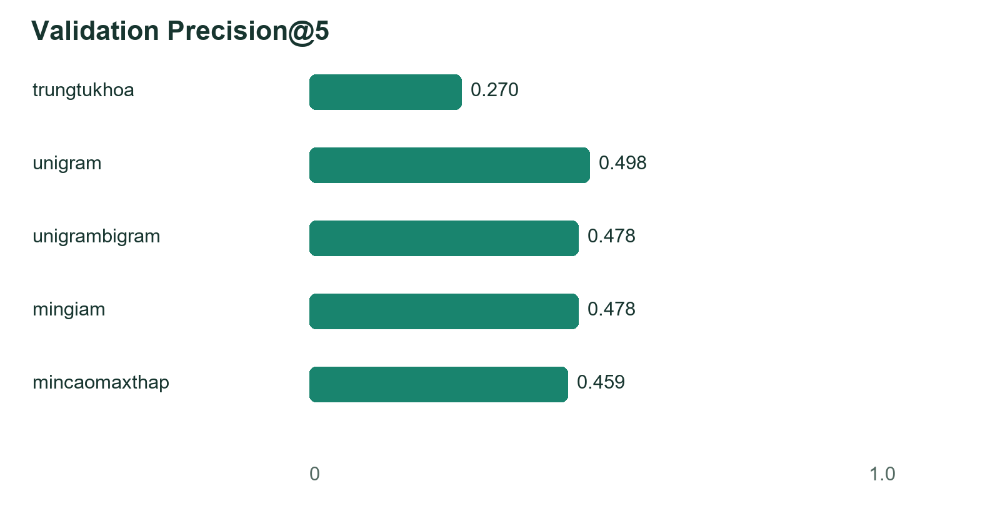 Validation Precision@5
trungtukhoa 0.270
unigram 0.498
unigrambigram 0.478
mingiam 0.478
mincaomaxthap 0.459
0 1.0